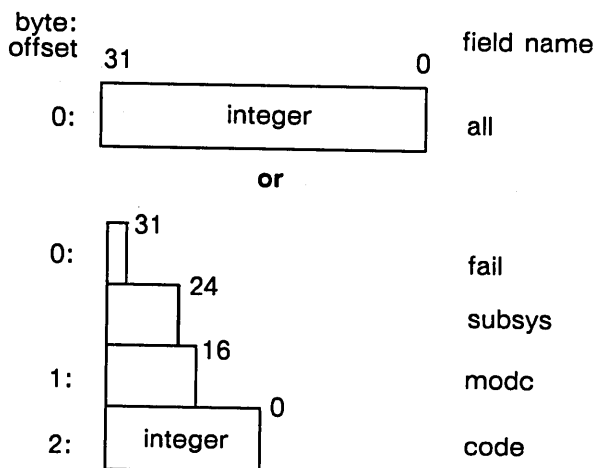 byte:
offset
31
0
field name
0:
integer
all
or
0:
31
fail
24
subsys
16
1:
modc
0
2:
integer
code